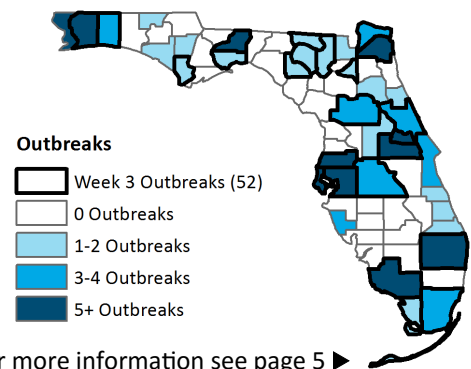 Outbreaks
Week 3 Outbreaks (52)
0 Outbreaks
1-2 Outbreaks
3-4 Outbreaks
5+ Outbreaks
more information see page 5 ▶